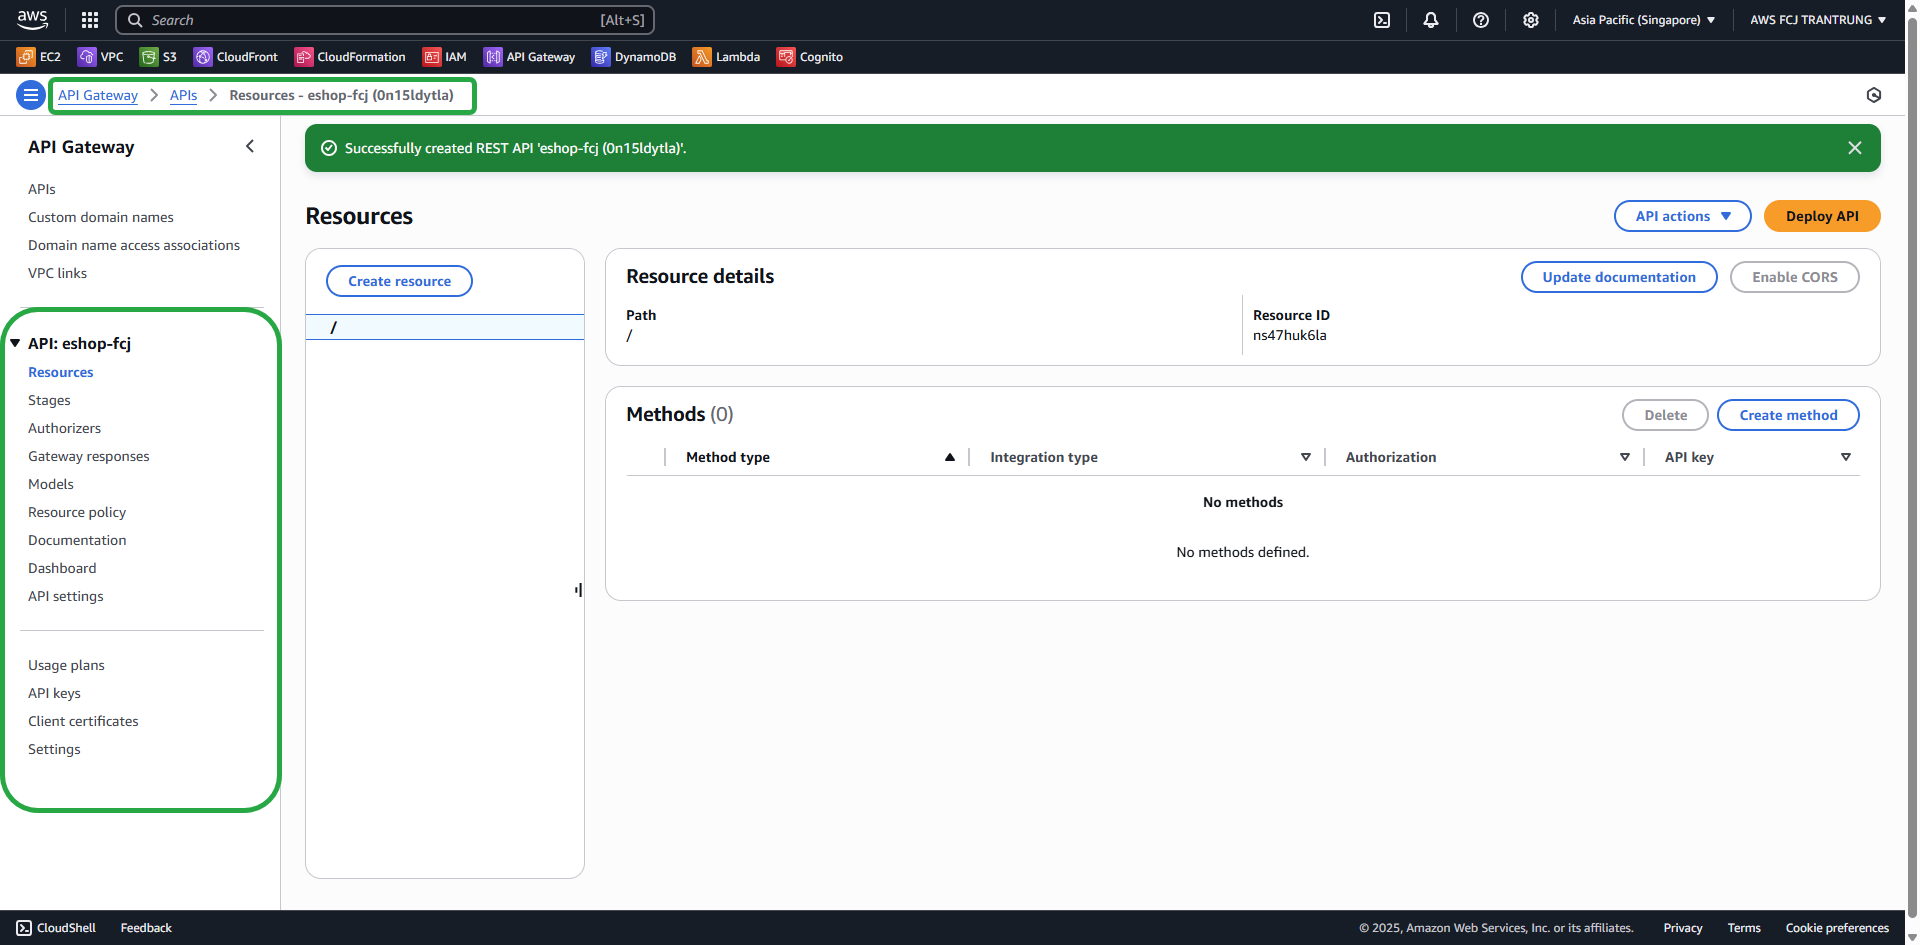 aws
Search [Alt+S]
Asia Pacific (Singapore) AWS FCJ TRANTRUNG
EC2 VPC S3 CloudFront CloudFormation IAM API Gateway DynamoDB Lambda Cognito
API Gateway > APIs > Resources - eshop-fcj (0n15ldytla)
API Gateway
APIs
Custom domain names
Domain name access associations
VPC links
API: eshop-fcj
Resources
Stages
Authorizers
Gateway responses
Models
Resource policy
Documentation
Dashboard
API settings
Usage plans
API keys
Client certificates
Settings
Successfully created REST API 'eshop-fcj (0n15ldytla)'.
Resources
API actions Deploy API
Create resource
/
Resource details
Update documentation Enable CORS
Path
/
Resource ID
ns47huk6la
Methods (0)
Delete Create method
Method type Integration type Authorization API key
No methods
No methods defined.
CloudShell Feedback
© 2025, Amazon Web Services, Inc. or its affiliates. Privacy Terms Cookie preferences